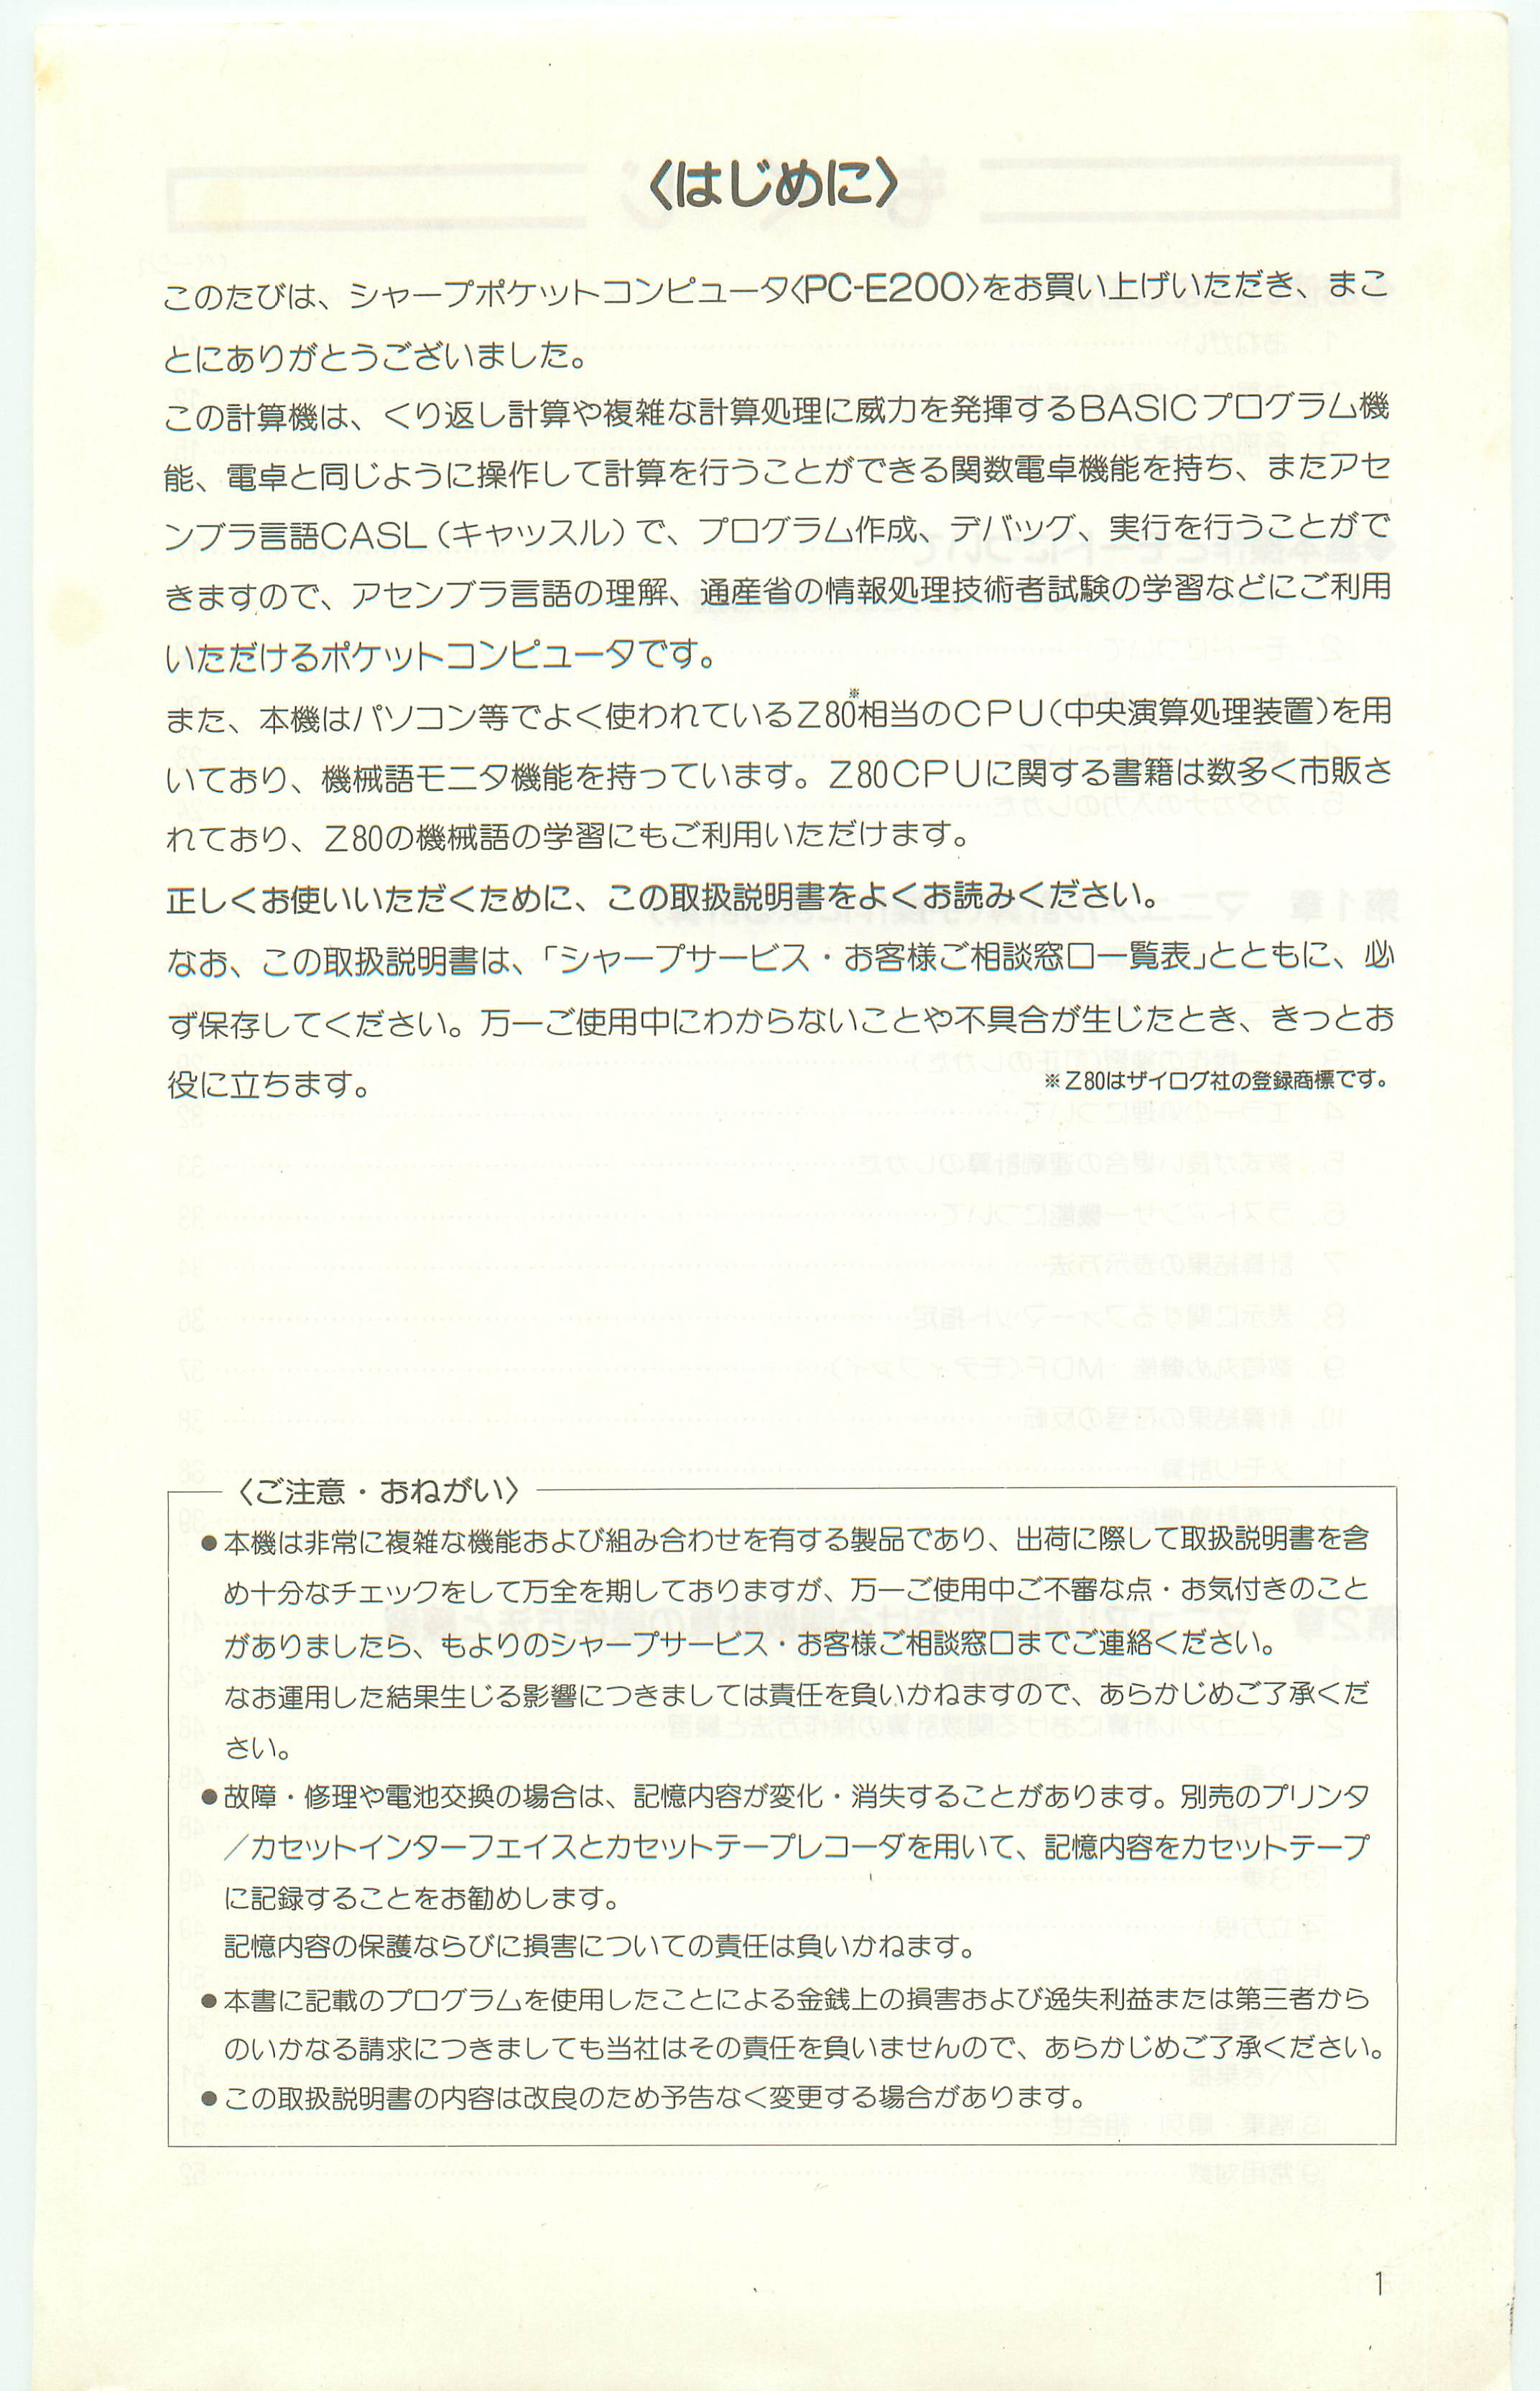 〈はじめに〉
このたびは、シャープポケットコンピュータ〈PC-E200〉をお買い上げいただき、まこ
とにありがとうございました。
この計算機は、くり返し計算や複雑な計算処理に威力を発揮するBASICプログラム機
能、電卓と同じように操作して計算を行うことができる関数電卓機能を持ち、またアセ
ンブラ言語CASL(キャッスル)で、プログラム作成、デバッグ、実行を行うことがで
きますので、アセンブラ言語の理解、通産省の情報処理技術者試験の学習などにご利用
いただけるポケットコンピュータです。
また、本機はパソコン等でよく使われているZ80※相当のCPU(中央演算処理装置)を用
いており、機械語モニタ機能を持っています。Z80CPUに関する書籍は数多く市販さ
れており、Z80の機械語の学習にもご利用いただけます。
正しくお使いいただくために、この取扱説明書をよくお読みください。
なお、この取扱説明書は、「シャープサービス・お客様ご相談窓口一覧表」とともに、必
ず保存してください。万一ご使用中にわからないことや不具合が生じたとき、きっとお
役に立ちます。
※Z80はザイログ社の登録商標です。
〈ご注意・おねがい〉
●本機は非常に複雑な機能および組み合わせを有する製品であり、出荷に際して取扱説明書を含
め十分なチェックをして万全を期しておりますが、万一ご使用中ご不審な点・お気付きのこと
がありましたら、もよりのシャープサービス・お客様ご相談窓口までご連絡ください。
なお運用した結果生じる影響につきましては責任を負いかねますので、あらかじめご了承くだ
さい。
●故障・修理や電池交換の場合は、記憶内容が変化・消失することがあります。別売のプリンタ
/カセットインターフェイスとカセットテープレコーダを用いて、記憶内容をカセットテープ
に記録することをお勧めします。
記憶内容の保護ならびに損害についての責任は負いかねます。
●本書に記載のプログラムを使用したことによる金銭上の損害および逸失利益または第三者から
のいかなる請求につきましても当社はその責任を負いませんので、あらかじめご了承ください。
●この取扱説明書の内容は改良のため予告なく変更する場合があります。
1